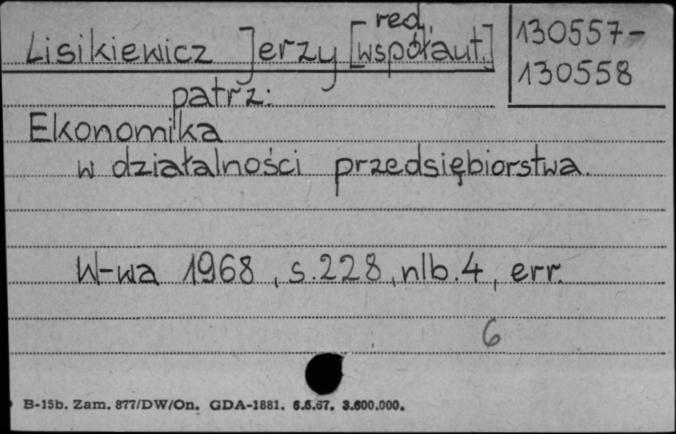 red.
Lisikiewicz Jerzy [współaut.]
130557-
130558
patrz:
Ekonomika
w działalności przedsiębiorstwa.
W-wa 1968, s.228, nlb.4, err.
6
B-15b. Zam. 877/DW/On. GDA-1881. 6.6.67. 3.600.000.